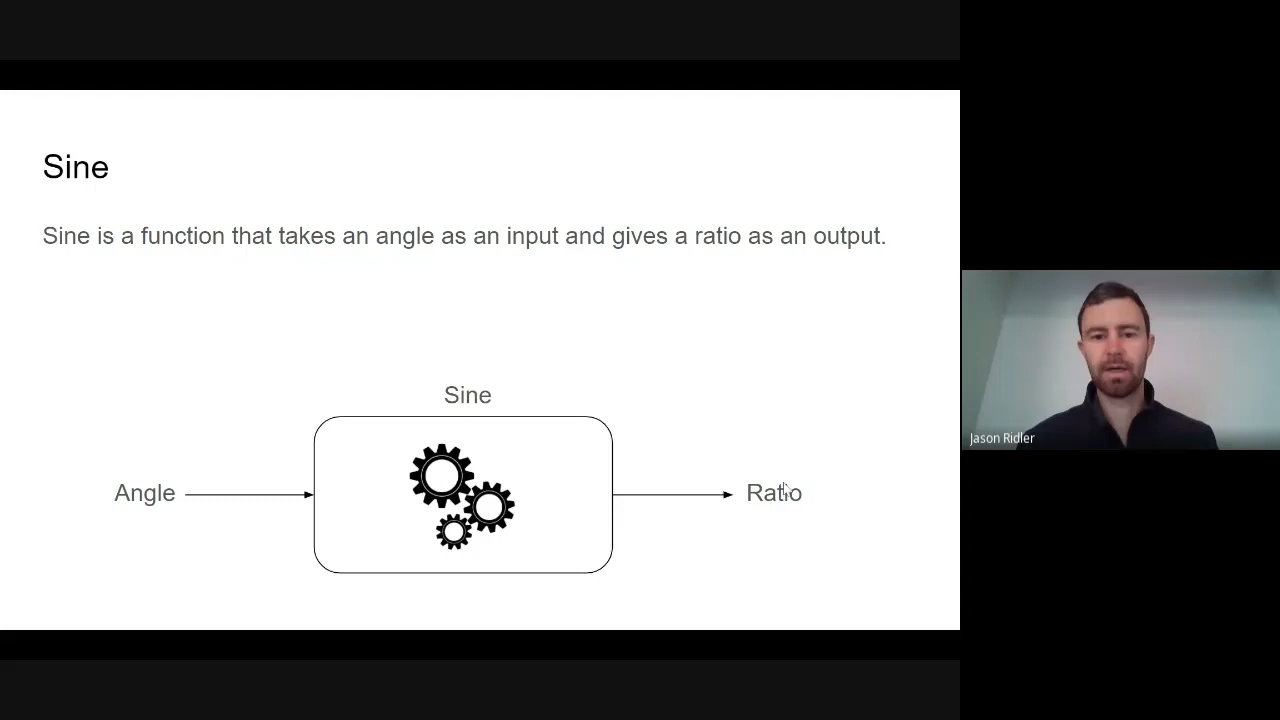 Sine
Sine is a function that takes an angle as an input and gives a ratio as an output.
Sine
Angle
Ratio
Jason Ridler